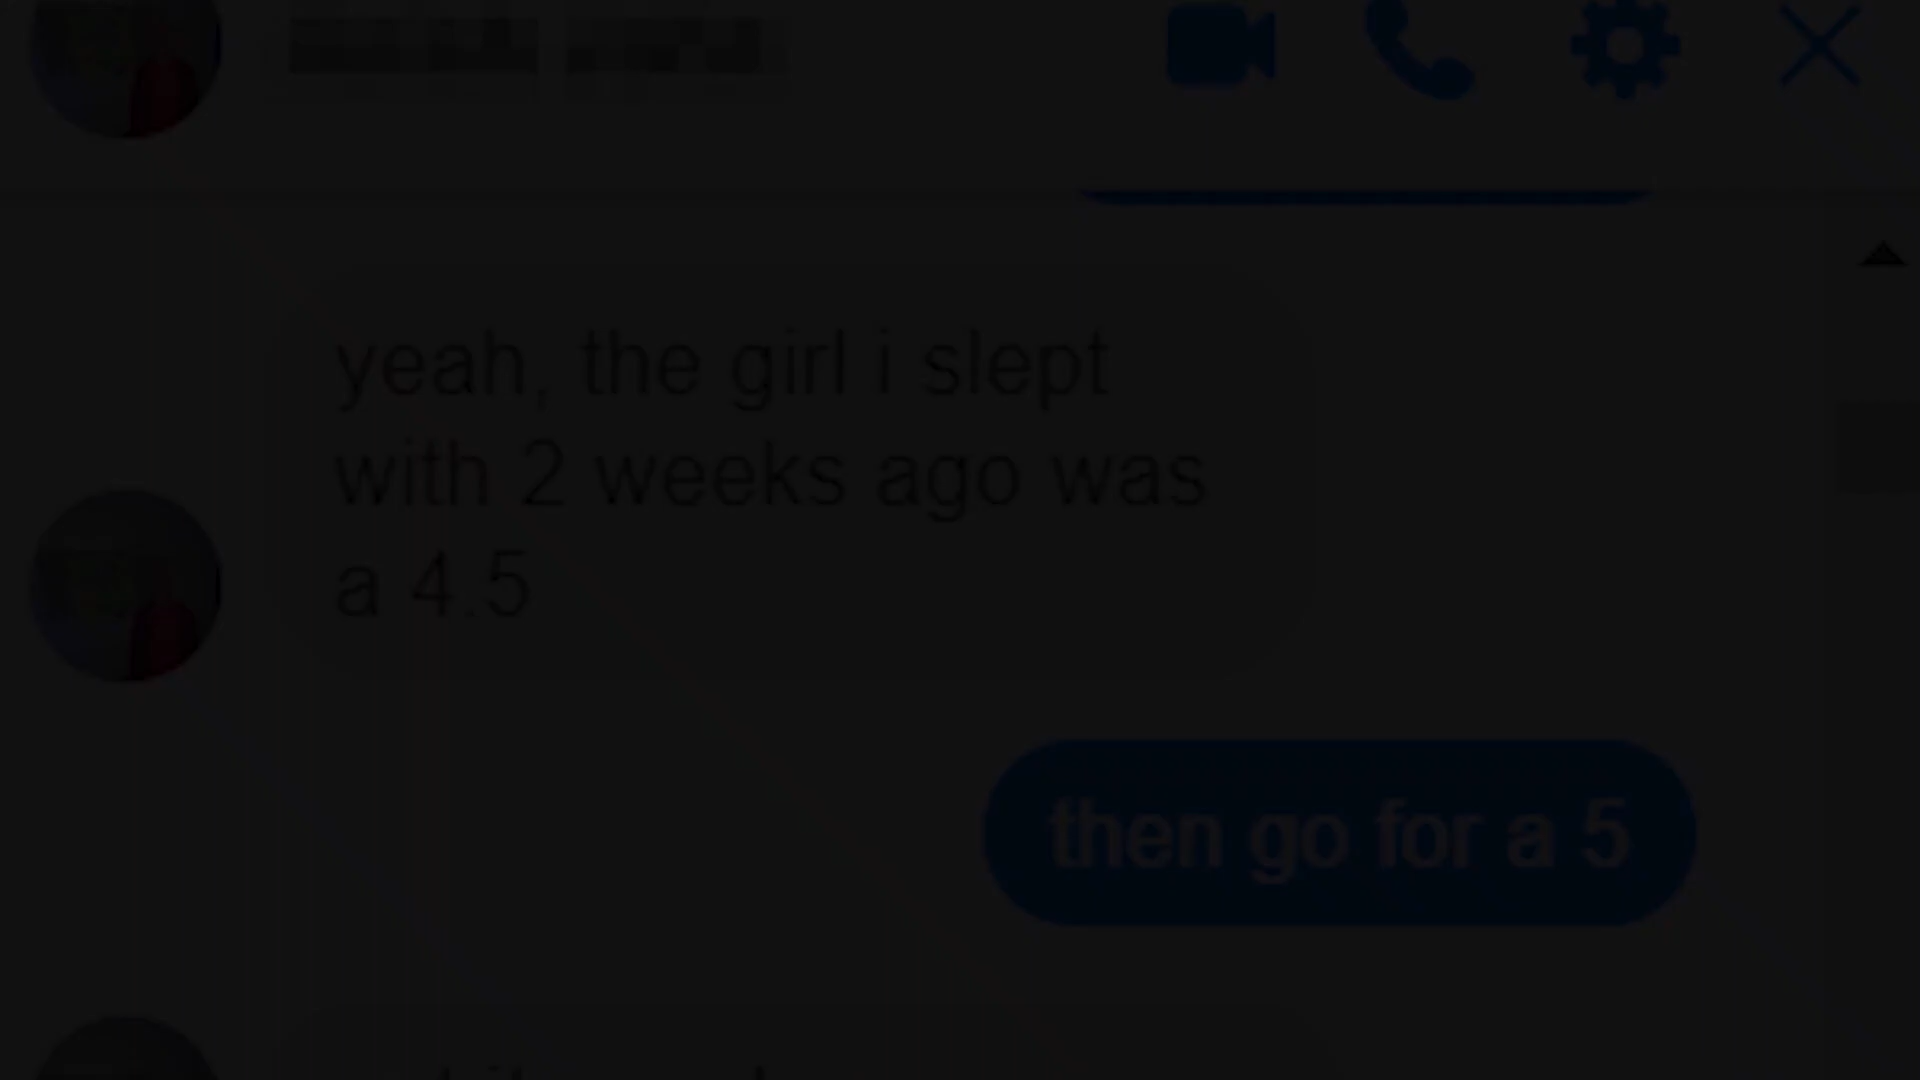 yeah, the girl i slept
with 2 weeks ago was
a 4.5
then go for a 5